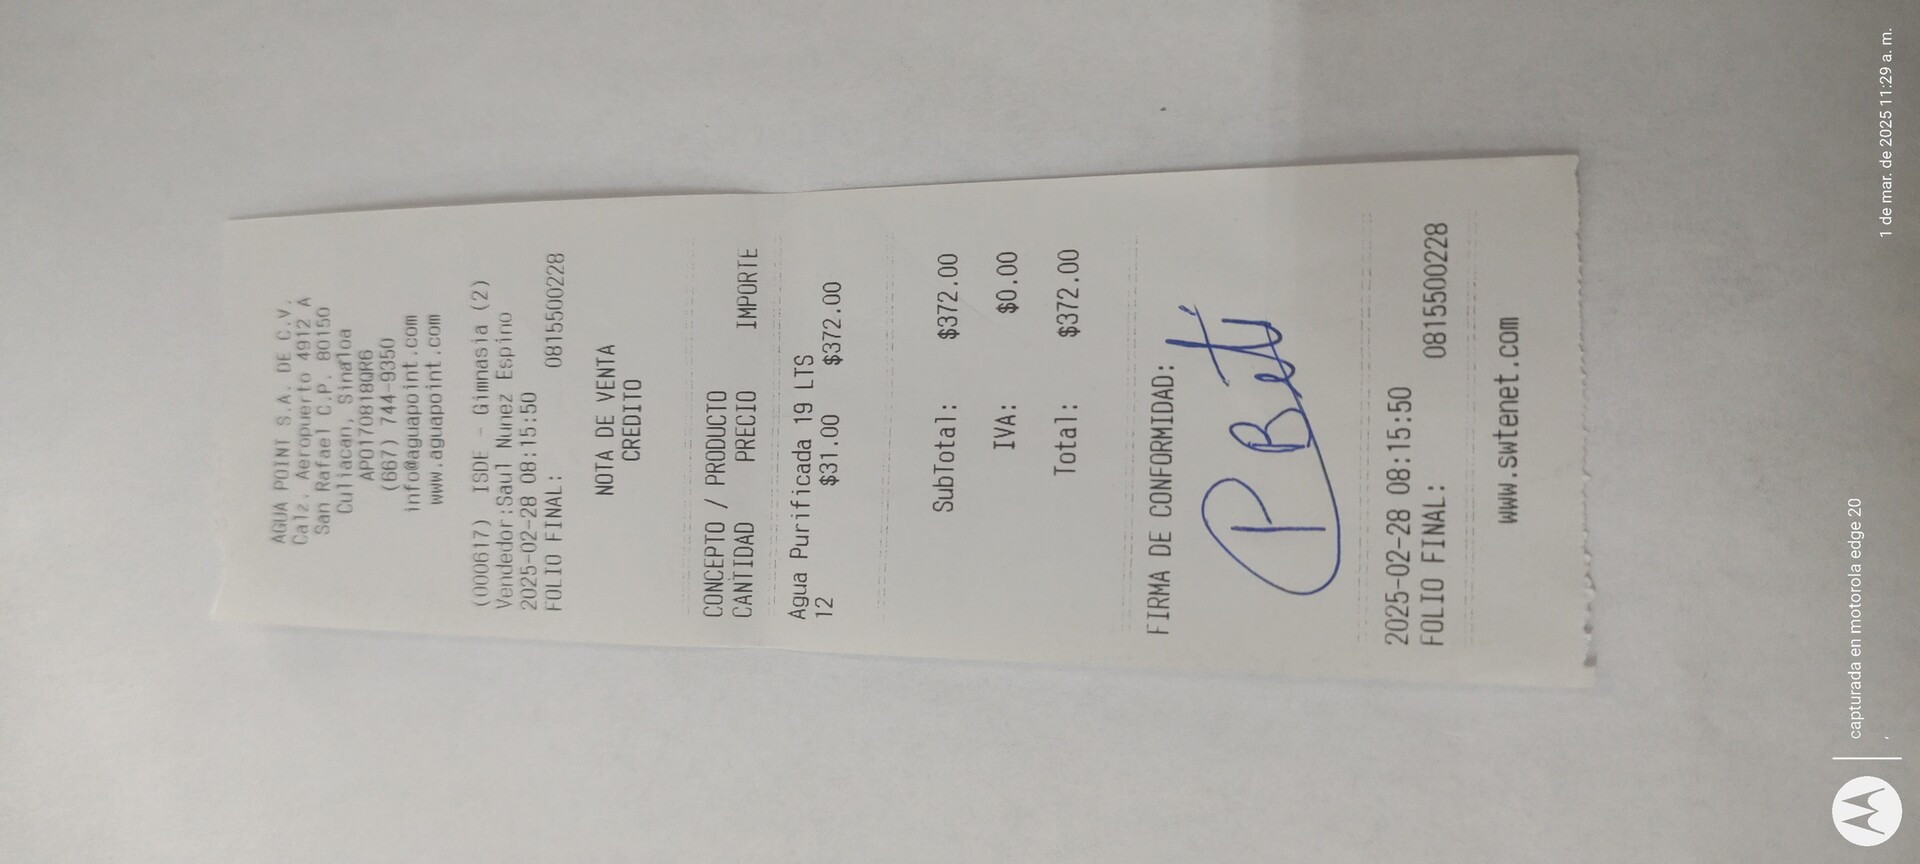 AGUA POINT S.A. DE C.V.
Calz. Aeropuerto 4912 A
San Rafael C.P. 80150
Culiacan, Sinaloa
APO170818QR6
(667) 744-9350
info@aguapoint.com
www.aguapoint.com
(000617) ISDE - Gimnasia (2)
Vendedor:Saul Nunez Espino
2025-02-28 08:15:50
FOLIO FINAL: 0815500228
NOTA DE VENTA
CREDITO
CONCEPTO / PRODUCTO
CANTIDAD PRECIO IMPORTE
Agua Purificada 19 LTS
12 $31.00 $372.00
SubTotal: $372.00
IVA: $0.00
Total: $372.00
FIRMA DE CONFORMIDAD:
P Beti
2025-02-28 08:15:50
FOLIO FINAL: 0815500228
www.swtenet.com
capturada en motorola edge 20
1 de mar. de 2025 11:29 a. m.